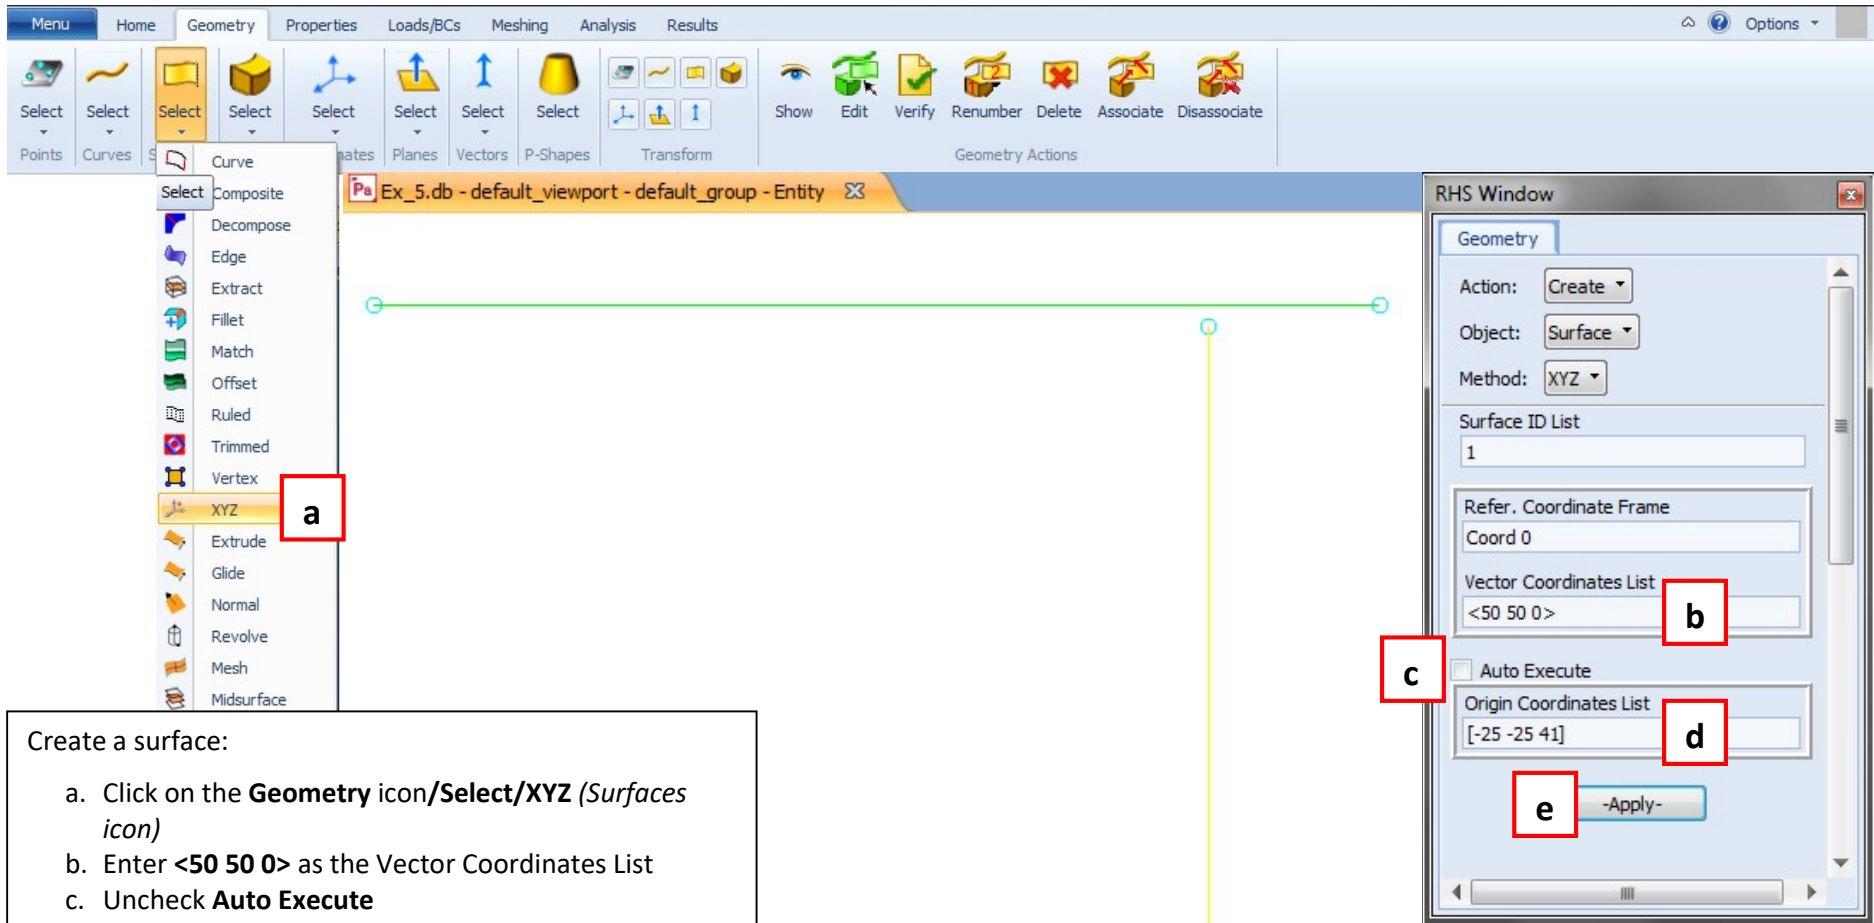 Menu Home Geometry Properties Loads/BCs Meshing Analysis Results Options
Select Select Select Select Select Select Select Select Show Edit Verify Renumber Delete Associate Disassociate
Points Curves S nates Planes Vectors P-Shapes Transform Geometry Actions
Curve
Select Composite
Decompose
Edge
Extract
Fillet
Match
Offset
Ruled
Trimmed
Vertex
XYZ
Extrude
Glide
Normal
Revolve
Mesh
Midsurface
a
Pa Ex_5.db - default_viewport - default_group - Entity
RHS Window
Geometry
Action: Create
Object: Surface
Method: XYZ
Surface ID List
1
Refer. Coordinate Frame
Coord 0
Vector Coordinates List
<50 50 0>
b
c
Auto Execute
Origin Coordinates List
[-25 -25 41]
d
e
-Apply-
Create a surface:
a. Click on the Geometry icon/Select/XYZ (Surfaces
icon)
b. Enter <50 50 0> as the Vector Coordinates List
c. Uncheck Auto Execute